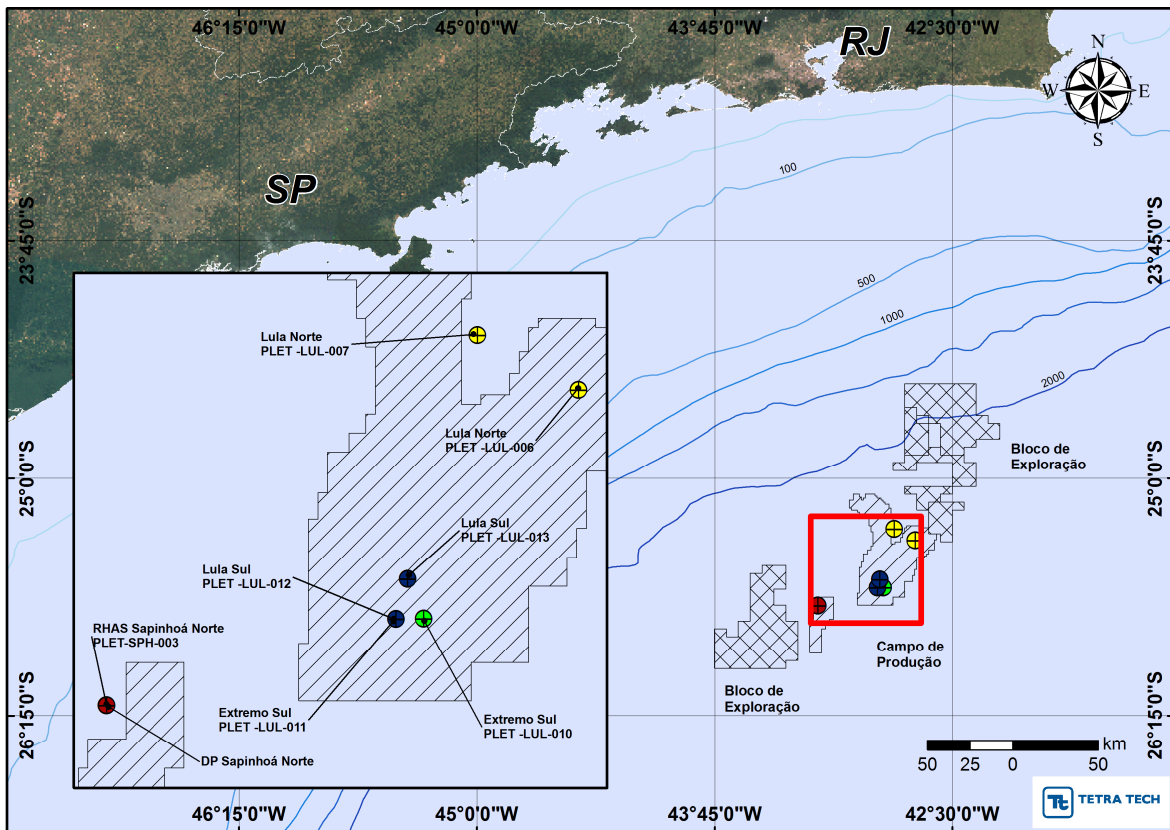 46°15'0"W
45°0'0"W
43°45'0"W
42°30'0"W
RJ
N
W
E
S
SP
100
23°45'0"S
23°45'0"S
500
1000
2000
Lula Norte
PLET -LUL-007
Lula Norte
PLET -LUL-006
Bloco de
Exploração
25°0'0"S
25°0'0"S
Lula Sul
PLET -LUL-013
Lula Sul
PLET -LUL-012
RHAS Sapinhoá Norte
PLET-SPH-003
Campo de
Produção
Bloco de
Exploração
Extremo Sul
PLET -LUL-011
Extremo Sul
PLET -LUL-010
26°15'0"S
26°15'0"S
DP Sapinhoá Norte
km
50
25
0
50
46°15'0"W
45°0'0"W
43°45'0"W
42°30'0"W
Tt TETRA TECH